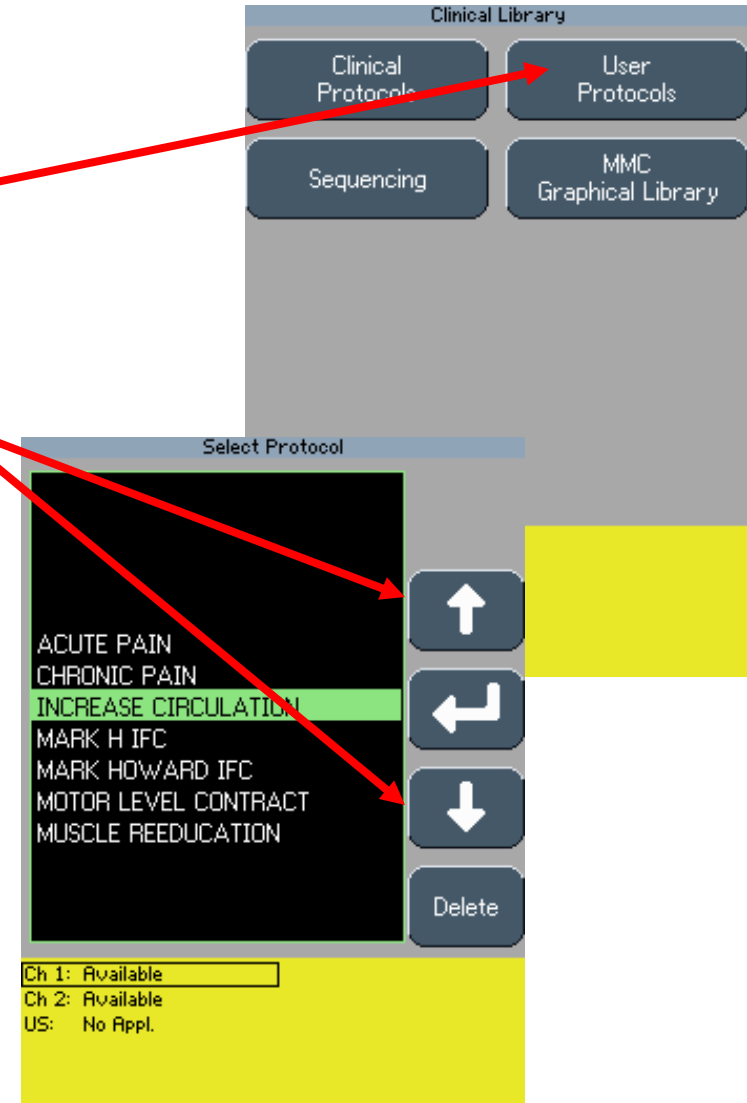 Clinical Library
Clinical
Protocols
User
Protocols
Sequencing
MMC
Graphical Library
Select Protocol
ACUTE PAIN
CHRONIC PAIN
INCREASE CIRCULATION
MARK H IFC
MARK HOWARD IFC
MOTOR LEVEL CONTRACT
MUSCLE REEDUCATION
Delete
Ch 1: Available
Ch 2: Available
US: No Appl.